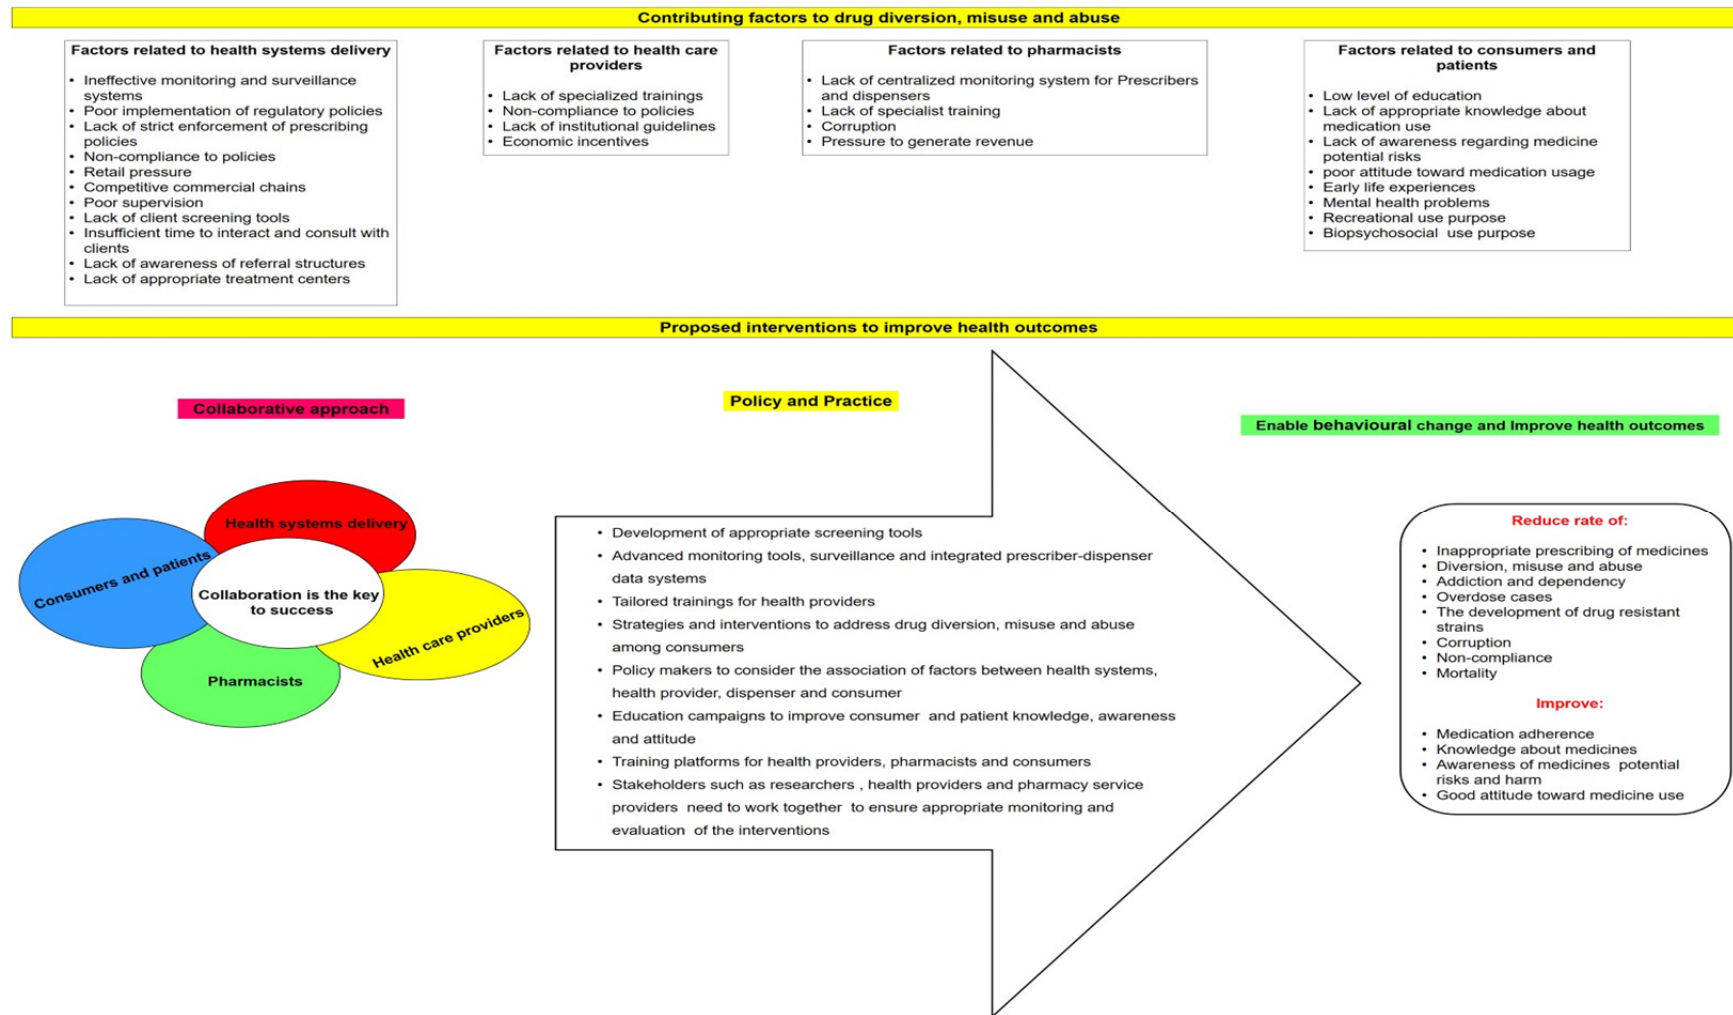 Contributing factors to drug diversion, misuse and abuse
Factors related to health systems delivery
• Ineffective monitoring and surveillance
systems
• Poor implementation of regulatory policies
• Lack of strict enforcement of prescribing
policies
• Non-compliance to policies
• Retail pressure
• Competitive commercial chains
• Poor supervision
• Lack of client screening tools
• Insufficient time to interact and consult with
clients
• Lack of awareness of referral structures
• Lack of appropriate treatment centers
Factors related to health care
providers
• Lack of specialized trainings
• Non-compliance to policies
• Lack of institutional guidelines
• Economic incentives
Factors related to pharmacists
• Lack of centralized monitoring system for Prescribers
and dispensers
• Lack of specialist training
• Corruption
• Pressure to generate revenue
Factors related to consumers and
patients
• Low level of education
• Lack of appropriate knowledge about
medication use
• Lack of awareness regarding medicine
potential risks
• poor attitude toward medication usage
• Early life experiences
• Mental health problems
• Recreational use purpose
• Biopsychosocial use purpose
Proposed interventions to improve health outcomes
Collaborative approach
Health systems delivery
Consumers and patients
Collaboration is the key
to success
Health care providers
Pharmacists
Policy and Practice
• Development of appropriate screening tools
• Advanced monitoring tools, surveillance and integrated prescriber-dispenser
data systems
• Tailored trainings for health providers
• Strategies and interventions to address drug diversion, misuse and abuse
among consumers
• Policy makers to consider the association of factors between health systems,
health provider, dispenser and consumer
• Education campaigns to improve consumer and patient knowledge, awareness
and attitude
• Training platforms for health providers, pharmacists and consumers
• Stakeholders such as researchers , health providers and pharmacy service
providers need to work together to ensure appropriate monitoring and
evaluation of the interventions
Enable behavioural change and Improve health outcomes
Reduce rate of:
• Inappropriate prescribing of medicines
• Diversion, misuse and abuse
• Addiction and dependency
• Overdose cases
• The development of drug resistant
strains
• Corruption
• Non-compliance
• Mortality
Improve:
• Medication adherence
• Knowledge about medicines
• Awareness of medicines potential
risks and harm
• Good attitude toward medicine use